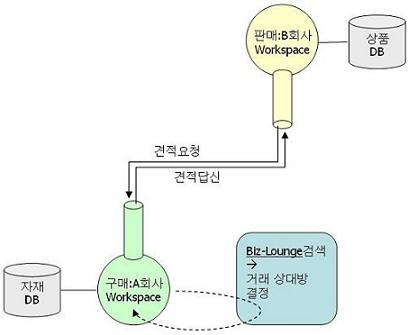 판매:B회사
Workspace
상품
DB
견적요청
견적답신
Biz-Lounge검색
→
거래 상대방
결정
구매:A회사
Workspace
자재
DB